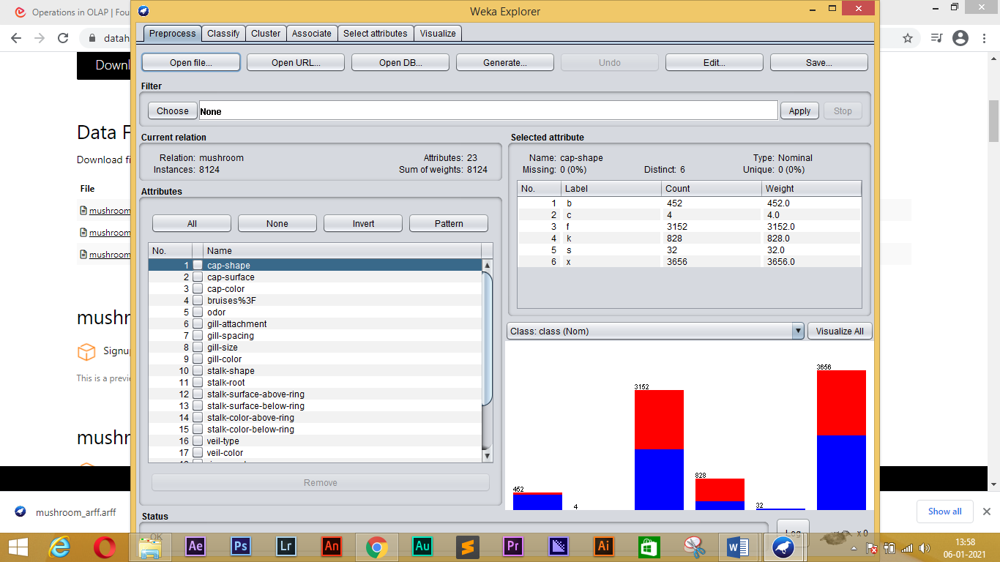 Operations in OLAP | Fou
Weka Explorer
datah
Preprocess Classify Cluster Associate Select attributes Visualize
Open file... Open URL... Open DB... Generate... Undo Edit... Save...
Downl
Filter
Choose None Apply Stop
Data F
Download fi
File
mushroom
mushroom
mushroom
Current relation
Relation: mushroom Attributes: 23
Instances: 8124 Sum of weights: 8124
Selected attribute
Name: cap-shape Type: Nominal
Missing: 0 (0%) Distinct: 6 Unique: 0 (0%)
No. Label Count Weight
1 b 452 452.0
2 c 4 4.0
3 f 3152 3152.0
4 k 828 828.0
5 s 32 32.0
6 x 3656 3656.0
Attributes
All None Invert Pattern
No. Name
1 cap-shape
2 cap-surface
3 cap-color
4 bruises%3F
5 odor
6 gill-attachment
7 gill-spacing
8 gill-size
9 gill-color
10 stalk-shape
11 stalk-root
12 stalk-surface-above-ring
13 stalk-surface-below-ring
14 stalk-color-above-ring
15 stalk-color-below-ring
16 veil-type
17 veil-color
Remove
Class: class (Nom) Visualize All
452
4
3152
828
32
3656
mushr
Signup
This is a previe
mushr
Status
OK
Log
x 0
mushroom_arff.arff
Show all
Ae Ps Lr An Au Pr Ai
13:58
06-01-2021